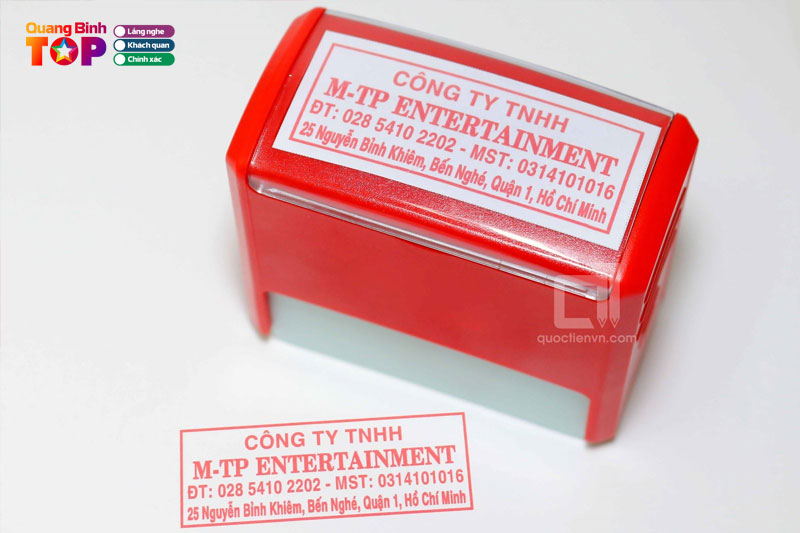 Quang Bình
TOP
Lắng nghe
Khách quan
Chính xác
CÔNG TY TNHH
M-TP ENTERTAINMENT
ĐT: 028 5410 2202 - MST: 0314101016
25 Nguyễn Bỉnh Khiêm, Bến Nghé, Quận 1, Hồ Chí Minh
quoctienvn.com
CÔNG TY TNHH
M-TP ENTERTAINMENT
ĐT: 028 5410 2202 - MST: 0314101016
25 Nguyễn Bỉnh Khiêm, Bến Nghé, Quận 1, Hồ Chí Minh